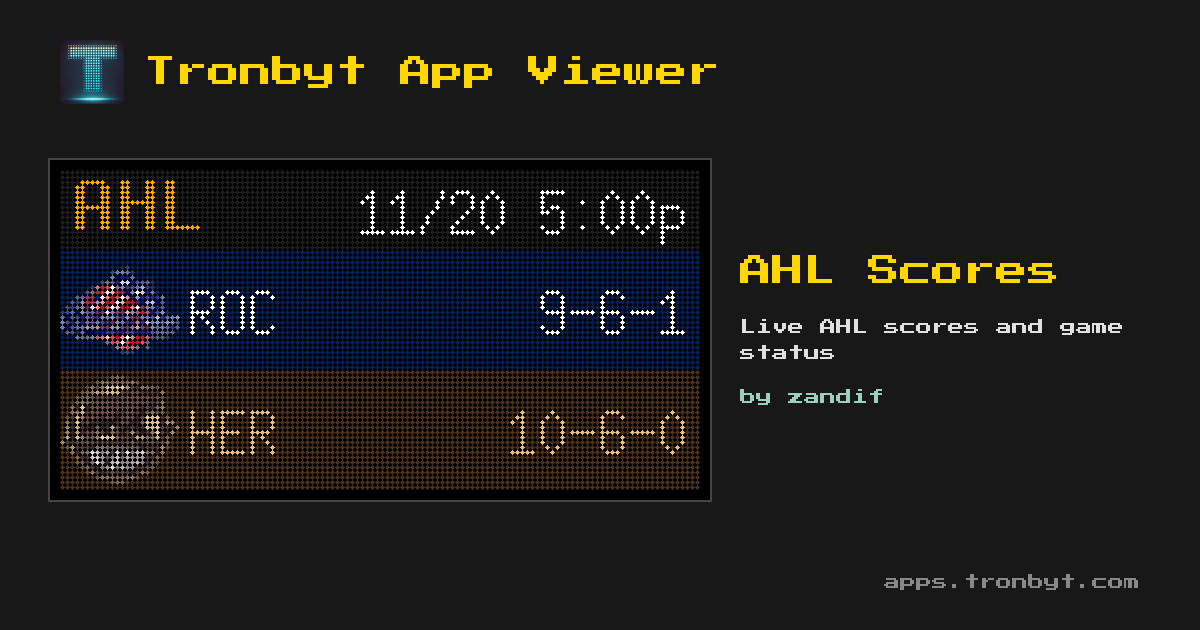 T
Tronbyt App Viewer
AHL 11/20 5:00p
ROC 9-6-1
HER 10-6-0
AHL Scores
Live AHL scores and game
status
by zandif
apps.tronbyt.com